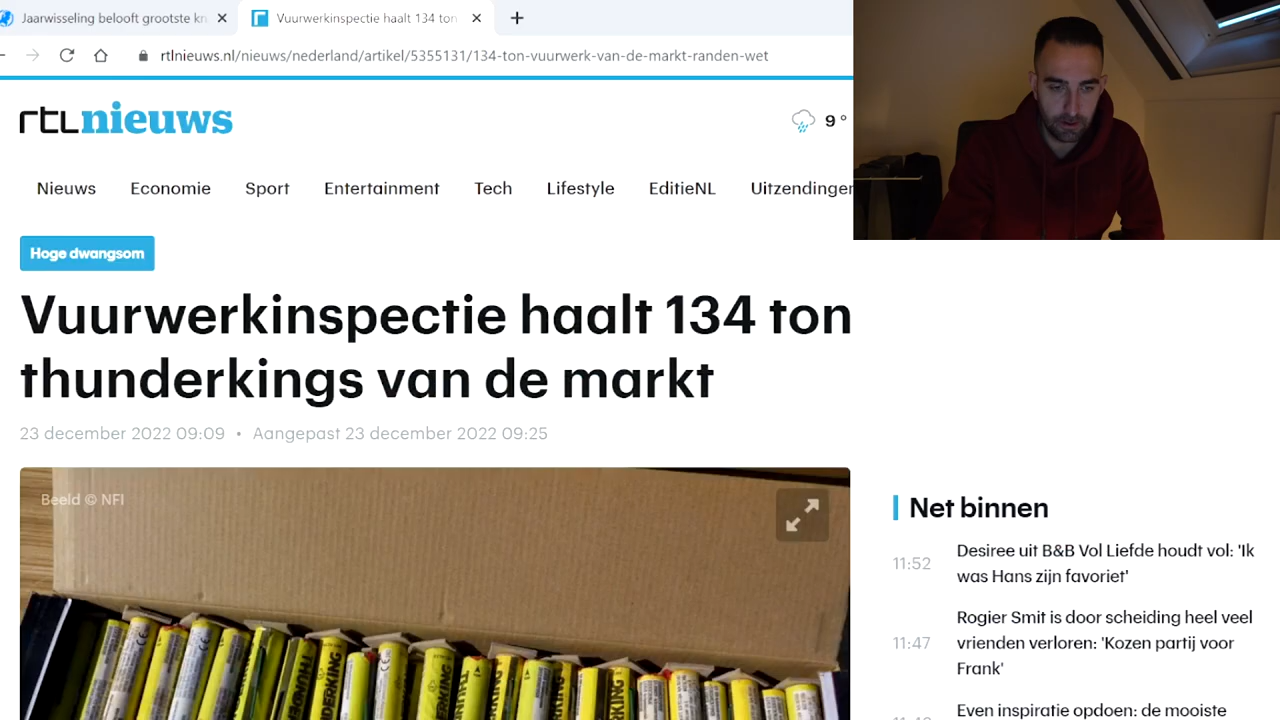 Jaarwisseling belooft grootste kn
Vuurwerkinspectie haalt 134 ton
rtlnieuws.nl/nieuws/nederland/artikel/5355131/134-ton-vuurwerk-van-de-markt-randen-wet
rtlnieuws
9°
Nieuws Economie Sport Entertainment Tech Lifestyle EditieNL Uitzendingen
Hoge dwangsom
Vuurwerkinspectie haalt 134 ton
thunderkings van de markt
23 december 2022 09:09 • Aangepast 23 december 2022 09:25
Beeld © NFI
Net binnen
11:52
Desiree uit B&B Vol Liefde houdt vol: 'Ik
was Hans zijn favoriet'
11:47
Rogier Smit is door scheiding heel veel
vrienden verloren: 'Kozen partij voor
Frank'
Even inspiratie opdoen: de mooiste